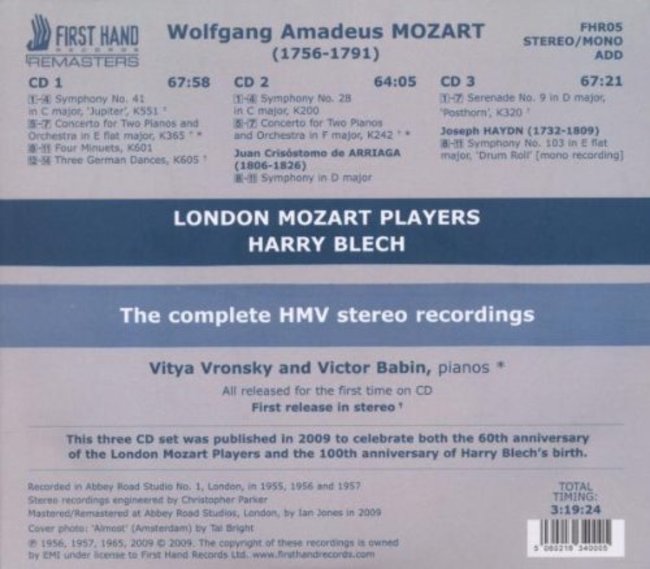 FIRST HAND
RECORDS
REMASTERS
Wolfgang Amadeus MOZART
(1756-1791)
FHR05
STEREO/MONO
ADD
CD 1 67:58
1-4 Symphony No. 41
in C major, 'Jupiter', K551 †
5-7 Concerto for Two Pianos and
Orchestra in E flat major, K365 † *
8-11 Four Minuets, K601
12-14 Three German Dances, K605 †
CD 2 64:05
1-4 Symphony No. 28
in C major, K200
5-7 Concerto for Two Pianos
and Orchestra in F major, K242 † *
Juan Crisóstomo de ARRIAGA
(1806-1826)
8-11 Symphony in D major
CD 3 67:21
1-7 Serenade No. 9 in D major,
'Posthorn', K320 †
Joseph HAYDN (1732-1809)
8-11 Symphony No. 103 in E flat
major, 'Drum Roll' [mono recording]
LONDON MOZART PLAYERS
HARRY BLECH
The complete HMV stereo recordings
Vitya Vronsky and Victor Babin, pianos *
All released for the first time on CD
First release in stereo †
This three CD set was published in 2009 to celebrate both the 60th anniversary
of the London Mozart Players and the 100th anniversary of Harry Blech's birth.
Recorded in Abbey Road Studio No. 1, London, in 1955, 1956 and 1957
Stereo recordings engineered by Christopher Parker
Mastered/Remastered at Abbey Road Studios, London, by Ian Jones in 2009
Cover photo: 'Almost' (Amsterdam) by Tal Bright
℗ 1956, 1957, 1965, 2009 © 2009. The copyright of these recordings is owned
by EMI under license to First Hand Records Ltd. www.firsthandrecords.com
TOTAL
TIMING:
3:19:24
5 060216 340005